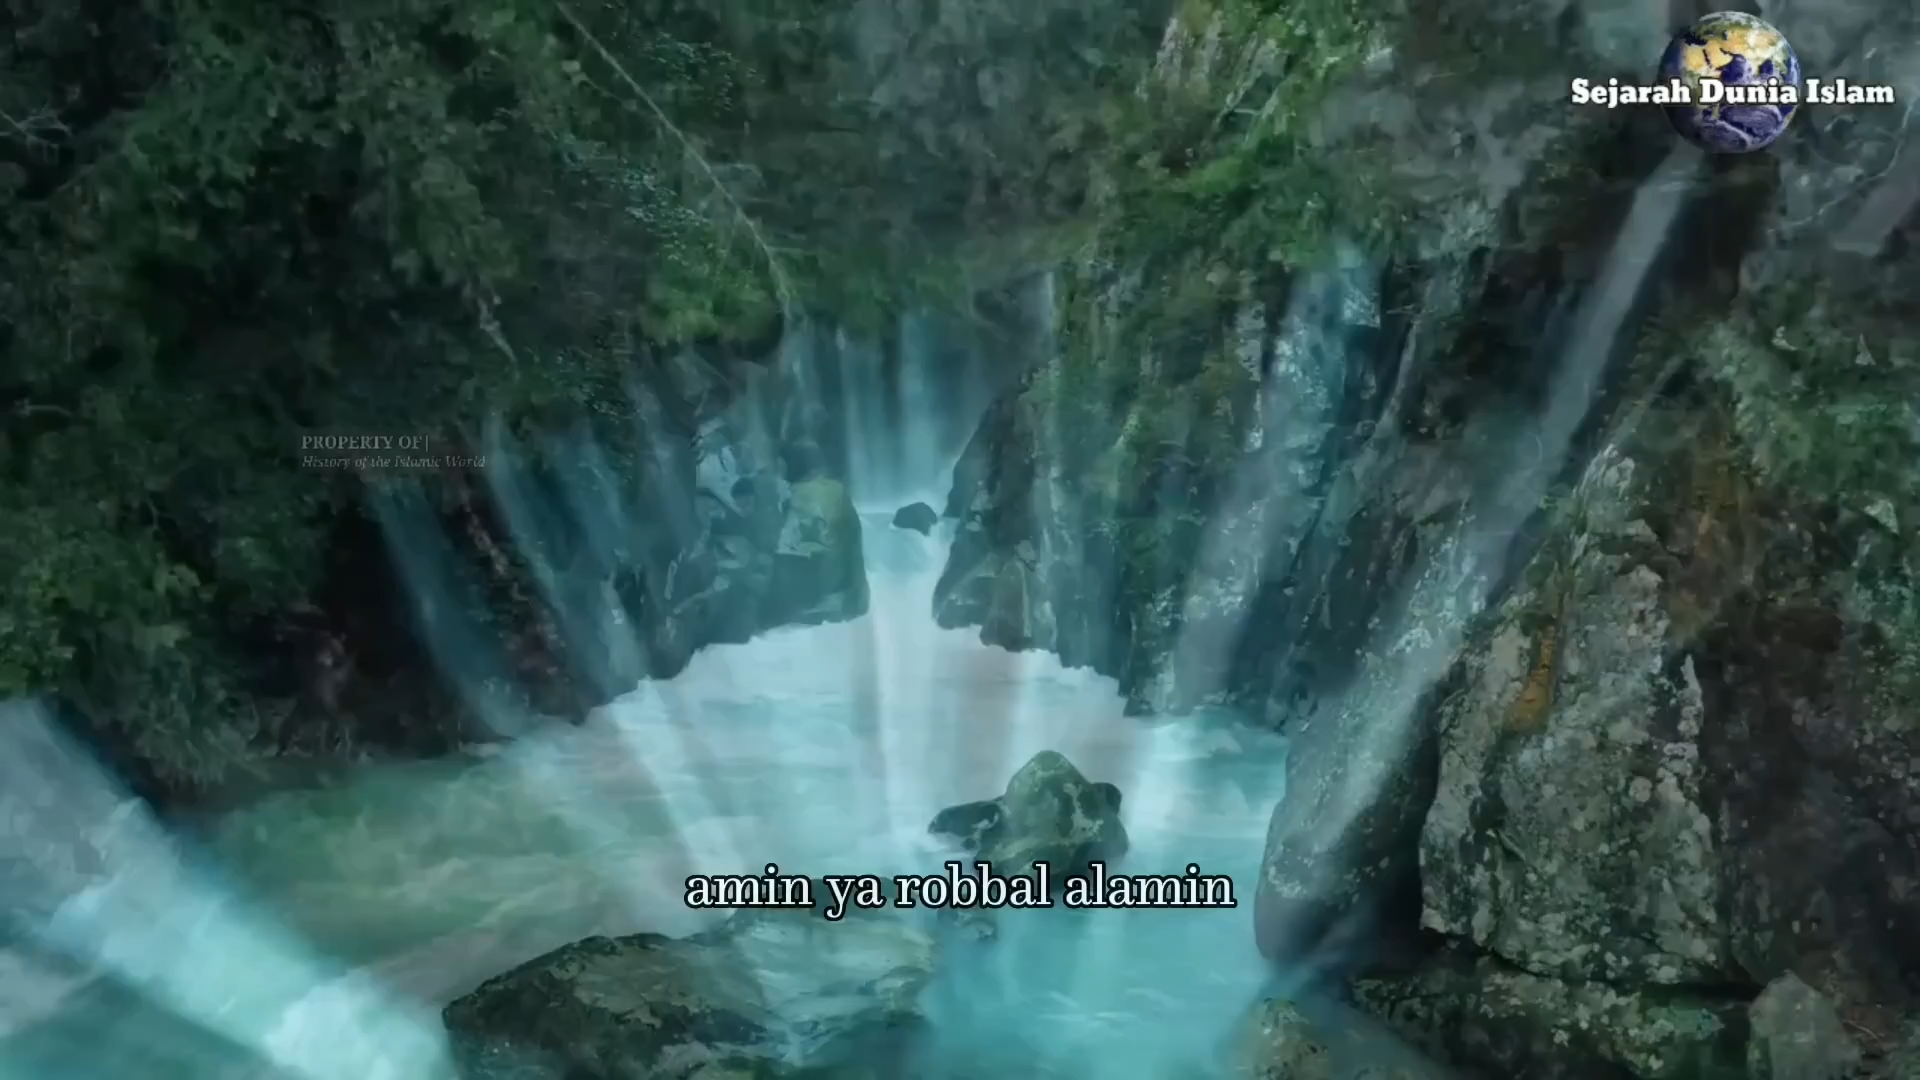 Sejarah Dunia Islam
PROPERTY OF|
History of the Islamic World
amin ya robbal alamin